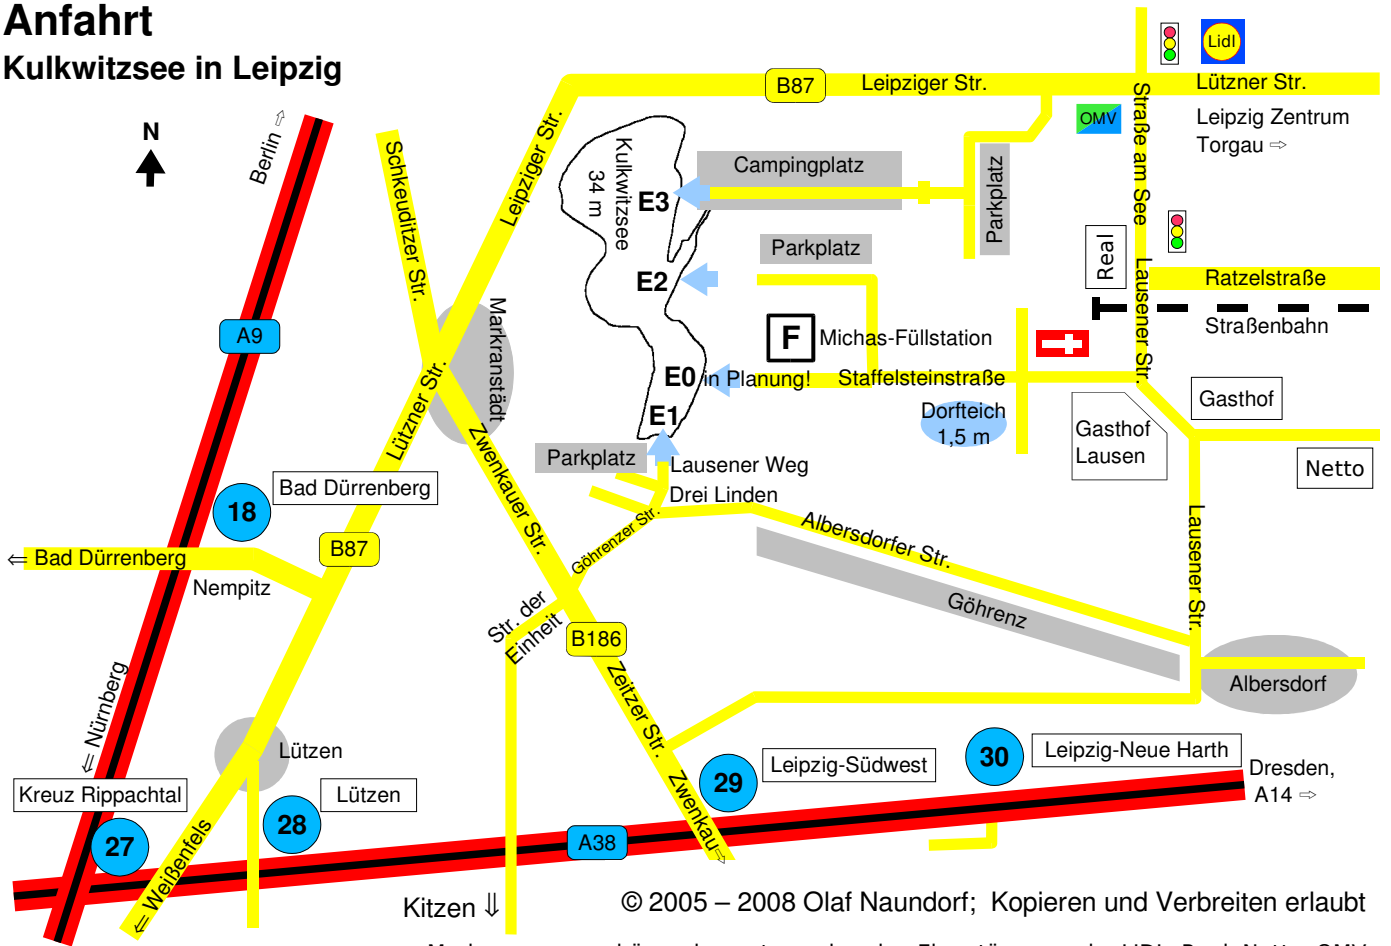 Anfahrt
Kulkwitzsee in Leipzig
N
Berlin ⇨
Schkeuditzer Str.
Leipziger Str.
B87
Leipziger Str.
Lidl
Lützner Str.
OMV
Leipzig Zentrum
Torgau ⇨
Straße am See
Kulkwitzsee
34 m
E3
Campingplatz
Parkplatz
Parkplatz
E2
Real
Lausener Str.
Ratzelstraße
Straßenbahn
A9
Markranstädt
F
Michas-Füllstation
E0 in Planung!
Staffelsteinstraße
E1
Dorfteich
1,5 m
Gasthof
Lausen
Gasthof
Netto
Lützner Str.
Zwenkauer Str.
Parkplatz
Lausener Weg
Drei Linden
Bad Dürrenberg
18
B87
⇐ Bad Dürrenberg
Nempitz
Göhrenzer Str.
Albersdorfer Str.
Göhrenz
Lausener Str.
Str. der
Einheit
B186
Zeitzer Str.
Albersdorf
⇐ Nürnberg
Lützen
Kreuz Rippachtal
27
28
Lützen
29
Leipzig-Südwest
30
Leipzig-Neue Harth
Dresden,
A14 ⇨
Zwenkau ⇨
A38
⇐ Weißenfels
Kitzen ⇓
© 2005 – 2008 Olaf Naundorf; Kopieren und Verbreiten erlaubt